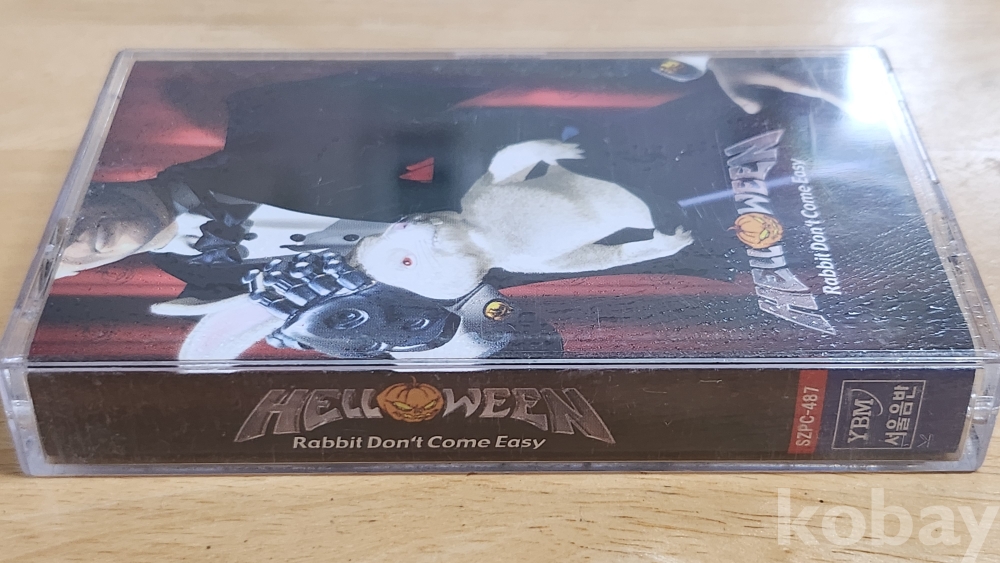 HELLOWEEN
Rabbit Don't Come Easy
HELLOWEEN
Rabbit Don't Come Easy
SZPC-487
YBM
서울음반
kobay